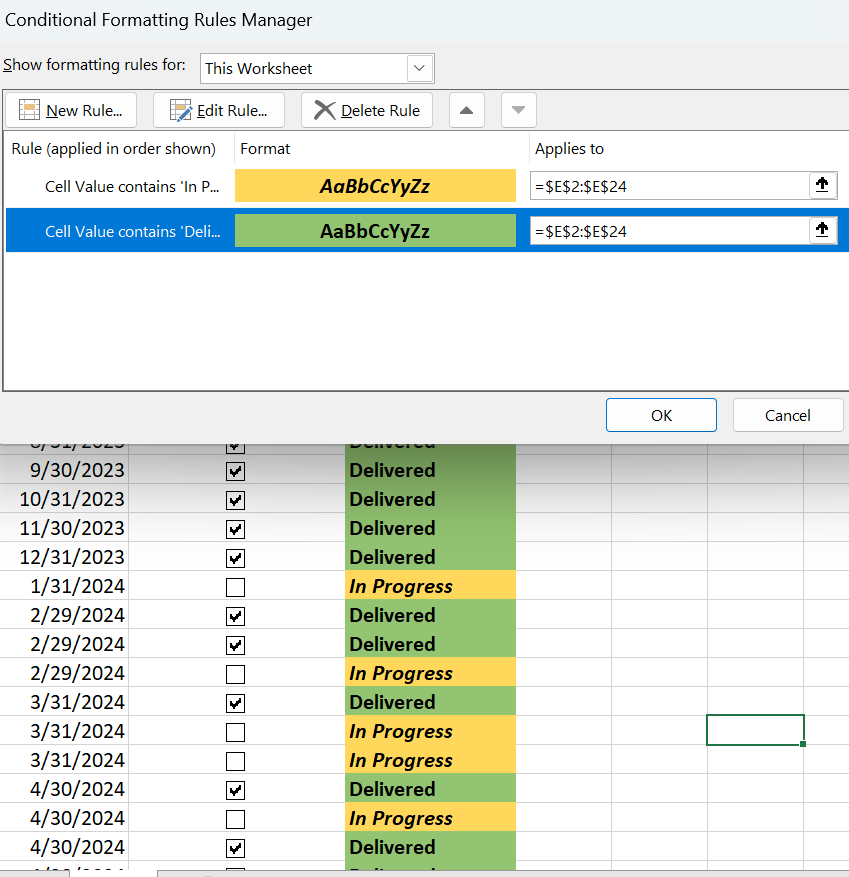 Conditional Formatting Rules Manager
Show formatting rules for: This Worksheet
New Rule... Edit Rule... Delete Rule
Rule (applied in order shown) Format Applies to
Cell Value contains 'In P... AaBbCcYyZz =$E$2:$E$24
Cell Value contains 'Deli... AaBbCcYyZz =$E$2:$E$24
OK Cancel
8/31/2023 Delivered
9/30/2023 Delivered
10/31/2023 Delivered
11/30/2023 Delivered
12/31/2023 Delivered
1/31/2024 In Progress
2/29/2024 Delivered
2/29/2024 Delivered
2/29/2024 In Progress
3/31/2024 Delivered
3/31/2024 In Progress
3/31/2024 In Progress
4/30/2024 Delivered
4/30/2024 In Progress
4/30/2024 Delivered